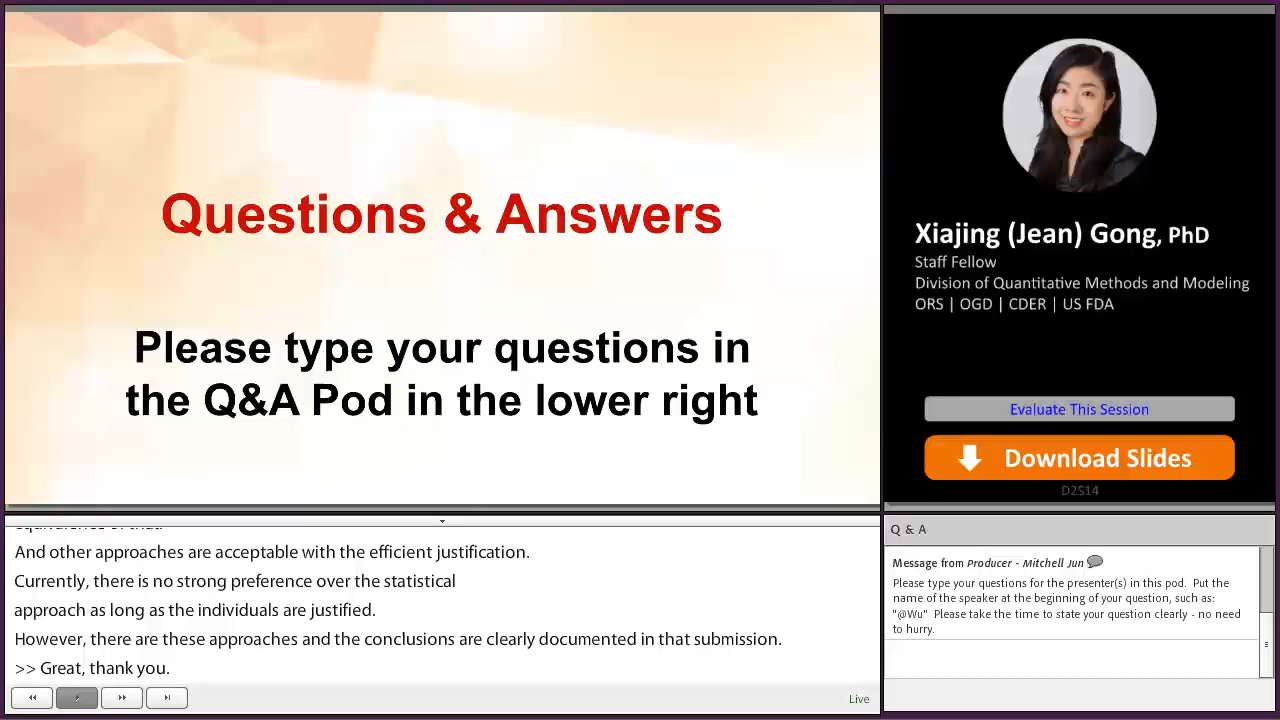 Questions & Answers
Please type your questions in
the Q&A Pod in the lower right
Xiajing (Jean) Gong, PhD
Staff Fellow
Division of Quantitative Methods and Modeling
ORS | OGD | CDER | US FDA
Evaluate This Session
Download Slides
D2S14
And other approaches are acceptable with the efficient justification.
Currently, there is no strong preference over the statistical
approach as long as the individuals are justified.
However, there are these approaches and the conclusions are clearly documented in that submission.
>> Great, thank you.
Live
Q & A
Message from Producer - Mitchell Jun
Please type your questions for the presenter(s) in this pod. Put the
name of the speaker at the beginning of your question, such as:
"@Wu" Please take the time to state your question clearly - no need
to hurry.